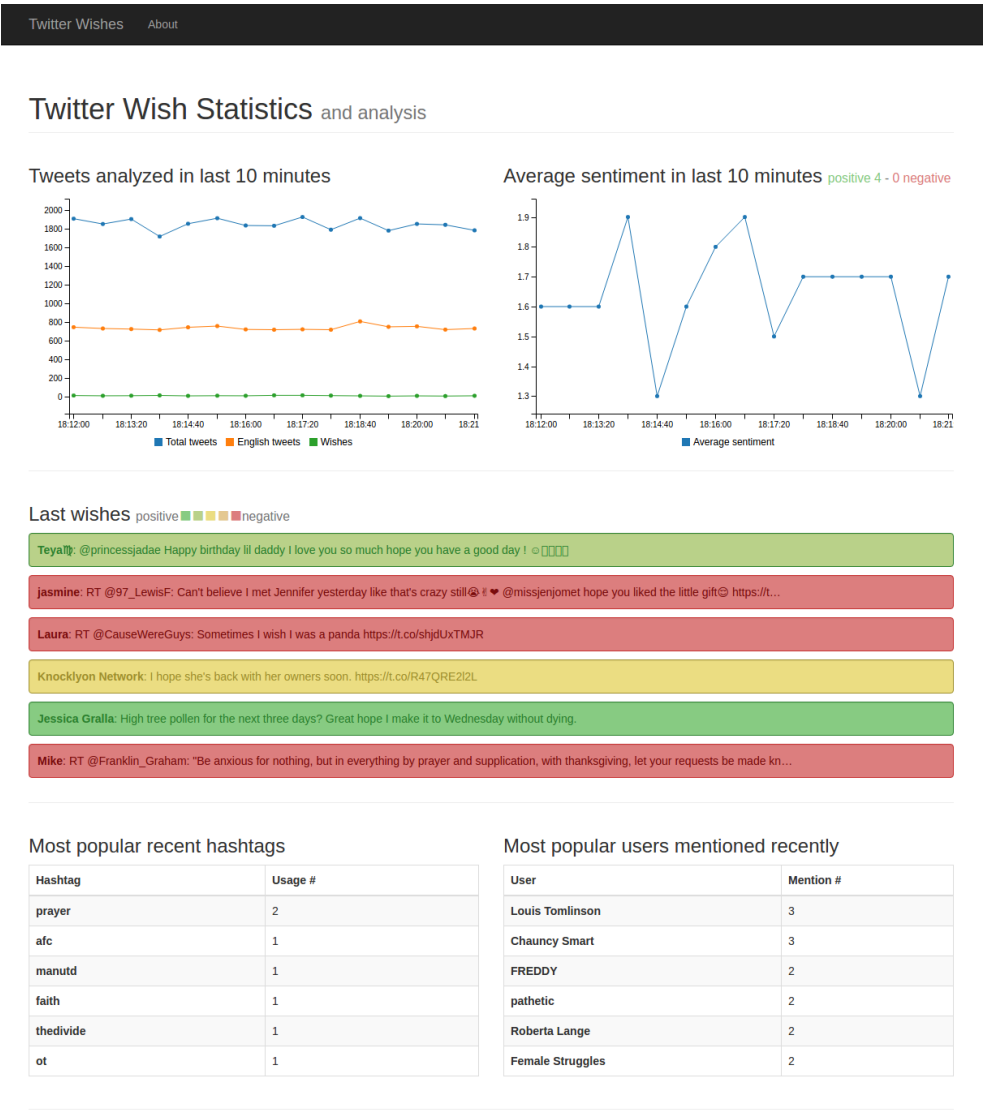 Twitter Wishes About
Twitter Wish Statistics and analysis
Tweets analyzed in last 10 minutes
2000
1800
1600
1400
1200
1000
800
600
400
200
0
18:12:00 18:13:20 18:14:40 18:16:00 18:17:20 18:18:40 18:20:00 18:21
Total tweets English tweets Wishes
Average sentiment in last 10 minutes positive 4 - 0 negative
1.9
1.8
1.7
1.6
1.5
1.4
1.3
18:12:00 18:13:20 18:14:40 18:16:00 18:17:20 18:18:40 18:20:00 18:21
Average sentiment
Last wishes positive negative
@princessjadae Happy birthday lil daddy I love you so much hope you have a good day ! ☺
jasmine: RT @97_LewisF: Can't believe I met Jennifer yesterday like that's crazy still😭✌❤ @missjenjomet hope you liked the little gift😌 https://t…
Laura: RT @CauseWereGuys: Sometimes I wish I was a panda https://t.co/shjdUxTMJR
Knocklyon Network: I hope she's back with her owners soon. https://t.co/R47QRE2l2L
Jessica Gralla: High tree pollen for the next three days? Great hope I make it to Wednesday without dying.
Mike: RT @Franklin_Graham: "Be anxious for nothing, but in everything by prayer and supplication, with thanksgiving, let your requests be made kn…
Most popular recent hashtags
Hashtag Usage #
prayer 2
afc 1
manutd 1
faith 1
thedivide 1
ot 1
Most popular users mentioned recently
User Mention #
Louis Tomlinson 3
Chauncy Smart 3
FREDDY 2
pathetic 2
Roberta Lange 2
Female Struggles 2